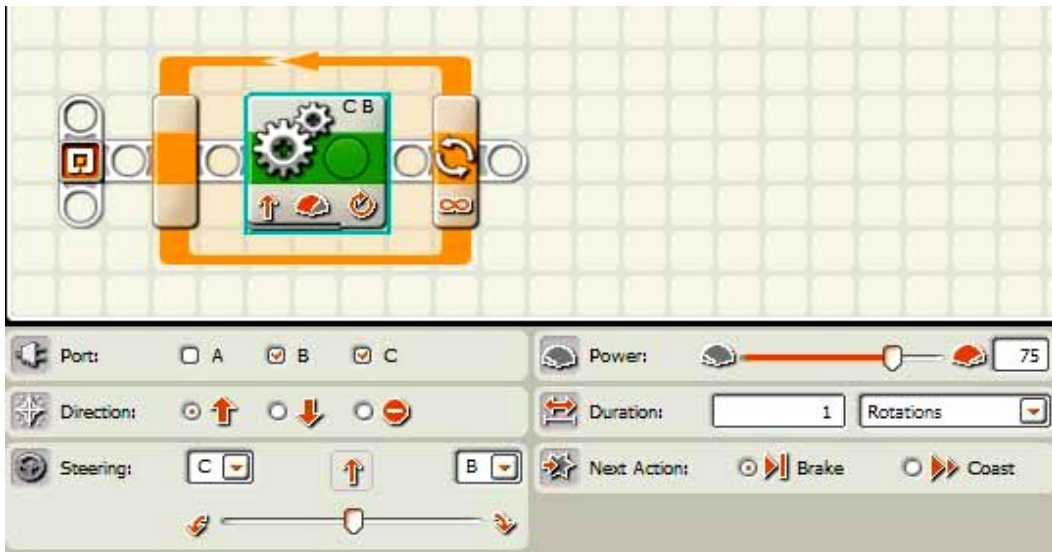 C B
Port: A B C
Power: 75
Direction:
Duration: 1 Rotations
Steering: C B
Next Action: Brake Coast